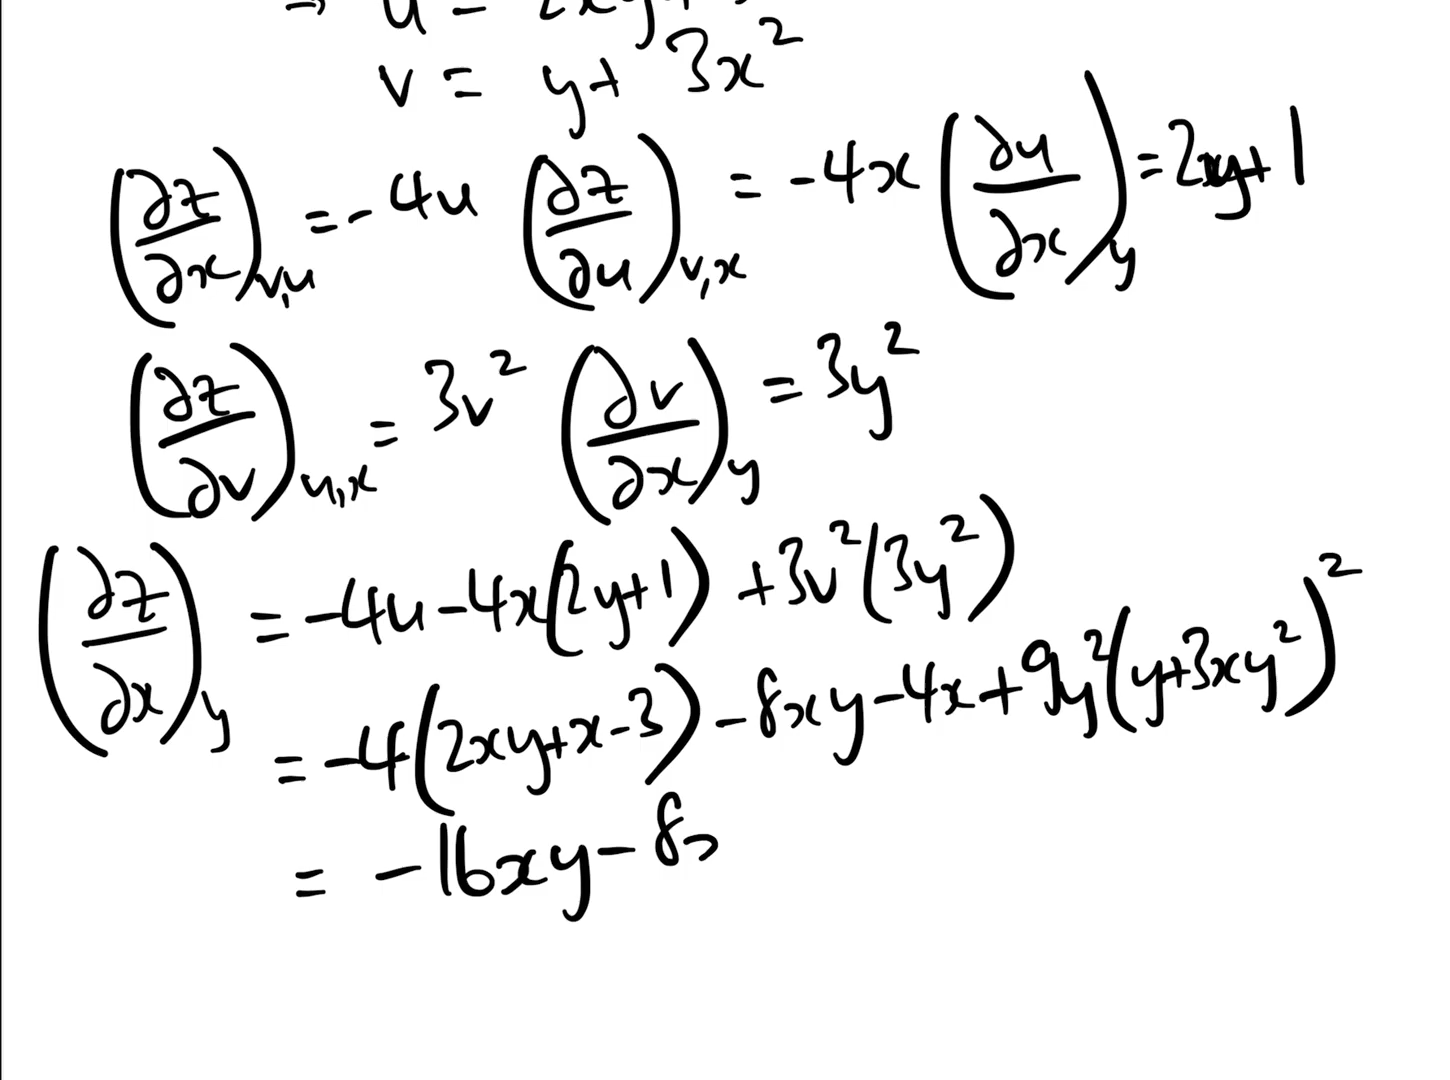 ⇒ u = 2xy+
v = y+ 3x²
(∂z/∂x)_{v,u} = -4u (∂z/∂u)_{v,x} = -4x (∂u/∂x)_y = 2y+1
(∂z/∂v)_{u,x} = 3v² (∂v/∂x)_y = 3y²
(∂z/∂x)_y = -4u-4x(2y+1) +3v²(3y²)
= -4(2xy+x-3) -8xy-4x+9y²(y+3xy²)²
= -16xy-8